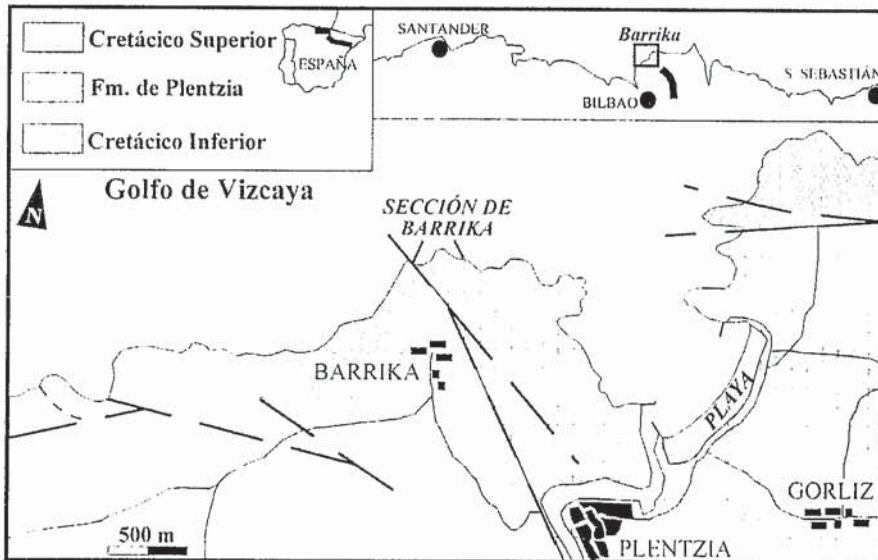 Cretácico Superior
Fm. de Plentzia
Cretácico Inferior
ESPAÑA
SANTANDER
Barrika
BILBAO
S. SEBASTIÁN
Golfo de Vizcaya
N
SECCIÓN DE
BARRIKA
BARRIKA
PLAYA
GORLIZ
PLENTZIA
500 m